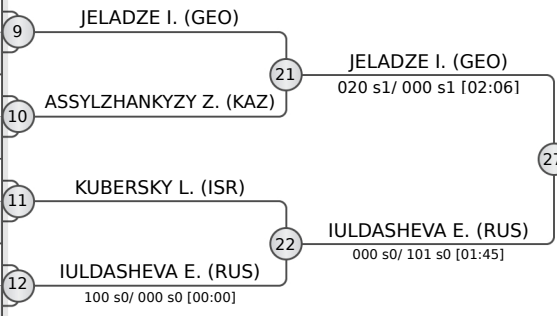 JELADZE I. (GEO)
9
21
JELADZE I. (GEO)
020 s1/ 000 s1 [02:06]
ASSYLZHANKYZY Z. (KAZ)
10
27
KUBERSKY L. (ISR)
11
22
IULDASHEVA E. (RUS)
000 s0/ 101 s0 [01:45]
IULDASHEVA E. (RUS)
12
100 s0/ 000 s0 [00:00]